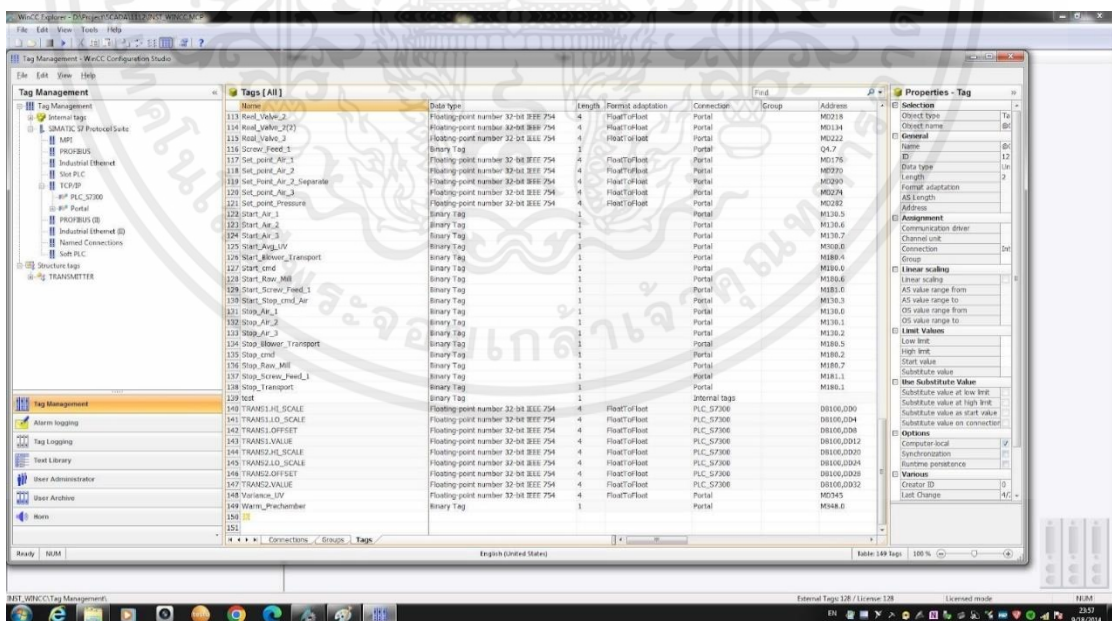 WinCC Explorer - D:\Project\SCADA\1112\INST_WINCC.MCP
File Edit View Tools Help
Tag Management - WinCC Configuration Studio
File Edit View Help
Tag Management
Tag Management
Internal tags
SIMATIC S7 Protocol Suite
MPI
PROFIBUS
Industrial Ethernet
Slot PLC
TCP/IP
PLC_S7300
Portal
PROFIBUS (II)
Industrial Ethernet (II)
Named Connections
Soft PLC
Structure tags
TRANSMITTER
Tag Management
Alarm logging
Tag Logging
Text Library
User Administrator
User Archive
Horn
Tags [ All ] Find
Name Data type Length Format adaptation Connection Group Address
113 Real_Valve_2 Floating-point number 32-bit IEEE 754 4 FloatToFloat Portal MD218
114 Real_Valve_2(2) Floating-point number 32-bit IEEE 754 4 FloatToFloat Portal MD134
115 Real_Valve_3 Floating-point number 32-bit IEEE 754 4 FloatToFloat Portal MD222
116 Screw_Feed_1 Binary Tag 1 Portal Q4.7
117 Set_point_Air_1 Floating-point number 32-bit IEEE 754 4 FloatToFloat Portal MD176
118 Set_point_Air_2 Floating-point number 32-bit IEEE 754 4 FloatToFloat Portal MD270
119 Set_point_Air_2_Separate Floating-point number 32-bit IEEE 754 4 FloatToFloat Portal MD290
120 Set_point_Air_3 Floating-point number 32-bit IEEE 754 4 FloatToFloat Portal MD274
121 Set_point_Pressure Floating-point number 32-bit IEEE 754 4 FloatToFloat Portal MD282
122 Start_Air_1 Binary Tag 1 Portal M130.5
123 Start_Air_2 Binary Tag 1 Portal M130.6
124 Start_Air_3 Binary Tag 1 Portal M130.7
125 Start_Avg_UV Binary Tag 1 Portal M300.0
126 Start_Blower_Transport Binary Tag 1 Portal M180.4
127 Start_cmd Binary Tag 1 Portal M180.0
128 Start_Raw_Mill Binary Tag 1 Portal M180.6
129 Start_Screw_Feed_1 Binary Tag 1 Portal M181.0
130 Start_Stop_cmd_Air Binary Tag 1 Portal M130.3
131 Stop_Air_1 Binary Tag 1 Portal M130.0
132 Stop_Air_2 Binary Tag 1 Portal M130.1
133 Stop_Air_3 Binary Tag 1 Portal M130.2
134 Stop_Blower_Transport Binary Tag 1 Portal M180.5
135 Stop_cmd Binary Tag 1 Portal M180.2
136 Stop_Raw_Mill Binary Tag 1 Portal M180.7
137 Stop_Screw_Feed_1 Binary Tag 1 Portal M181.1
138 Stop_Transport Binary Tag 1 Portal M180.1
139 test Binary Tag 1 Internal tags
140 TRANS1.HI_SCALE Floating-point number 32-bit IEEE 754 4 FloatToFloat PLC_S7300 DB100,DD0
141 TRANS1.LO_SCALE Floating-point number 32-bit IEEE 754 4 FloatToFloat PLC_S7300 DB100,DD4
142 TRANS1.OFFSET Floating-point number 32-bit IEEE 754 4 FloatToFloat PLC_S7300 DB100,DD8
143 TRANS1.VALUE Floating-point number 32-bit IEEE 754 4 FloatToFloat PLC_S7300 DB100,DD12
144 TRANS2.HI_SCALE Floating-point number 32-bit IEEE 754 4 FloatToFloat PLC_S7300 DB100,DD20
145 TRANS2.LO_SCALE Floating-point number 32-bit IEEE 754 4 FloatToFloat PLC_S7300 DB100,DD24
146 TRANS2.OFFSET Floating-point number 32-bit IEEE 754 4 FloatToFloat PLC_S7300 DB100,DD28
147 TRANS2.VALUE Floating-point number 32-bit IEEE 754 4 FloatToFloat PLC_S7300 DB100,DD32
148 Variance_UV Floating-point number 32-bit IEEE 754 4 FloatToFloat Portal MD345
149 Warm_Prechamber Binary Tag 1 Portal M348.0
150
151
Connections Groups Tags
Properties - Tag
Selection
Object type
Object name
General
Name
ID 12
Data type
Length 2
Format adaptation
AS Length
Address
Assignment
Communication driver
Channel unit
Connection Int
Group
Linear scaling
Linear scaling
AS value range from
AS value range to
OS value range from
OS value range to
Limit Values
Low limit
High limit
Start value
Substitute value
Use Substitute Value
Substitute value at low limit
Substitute value at high limit
Substitute value as start value
Substitute value on connection
Options
Computer-local
Synchronization
Runtime persistence
Various
Creator ID 0
Last Change 4/
Ready NUM English (United States) Table: 149 Tags 100 %
INST_WINCC\Tag Management\ External Tags: 128 / License: 128 Licensed mode NUM
EN 23:57
9/18/2014